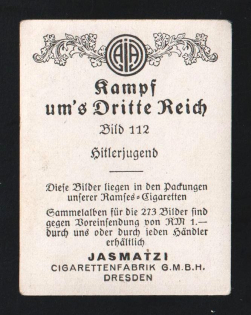 AJA
Kampf
um's Dritte Reich
Bild 112
Hitlerjugend
Diese Bilder liegen in den Packungen
unserer Ramses=Cigaretten
Sammelalben für die 273 Bilder sind
gegen Voreinsendung von RM 1.—
durch uns oder durch jeden Händler
erhältlich
JASMATZI
CIGARETTENFABRIK G.M.B.H.
DRESDEN